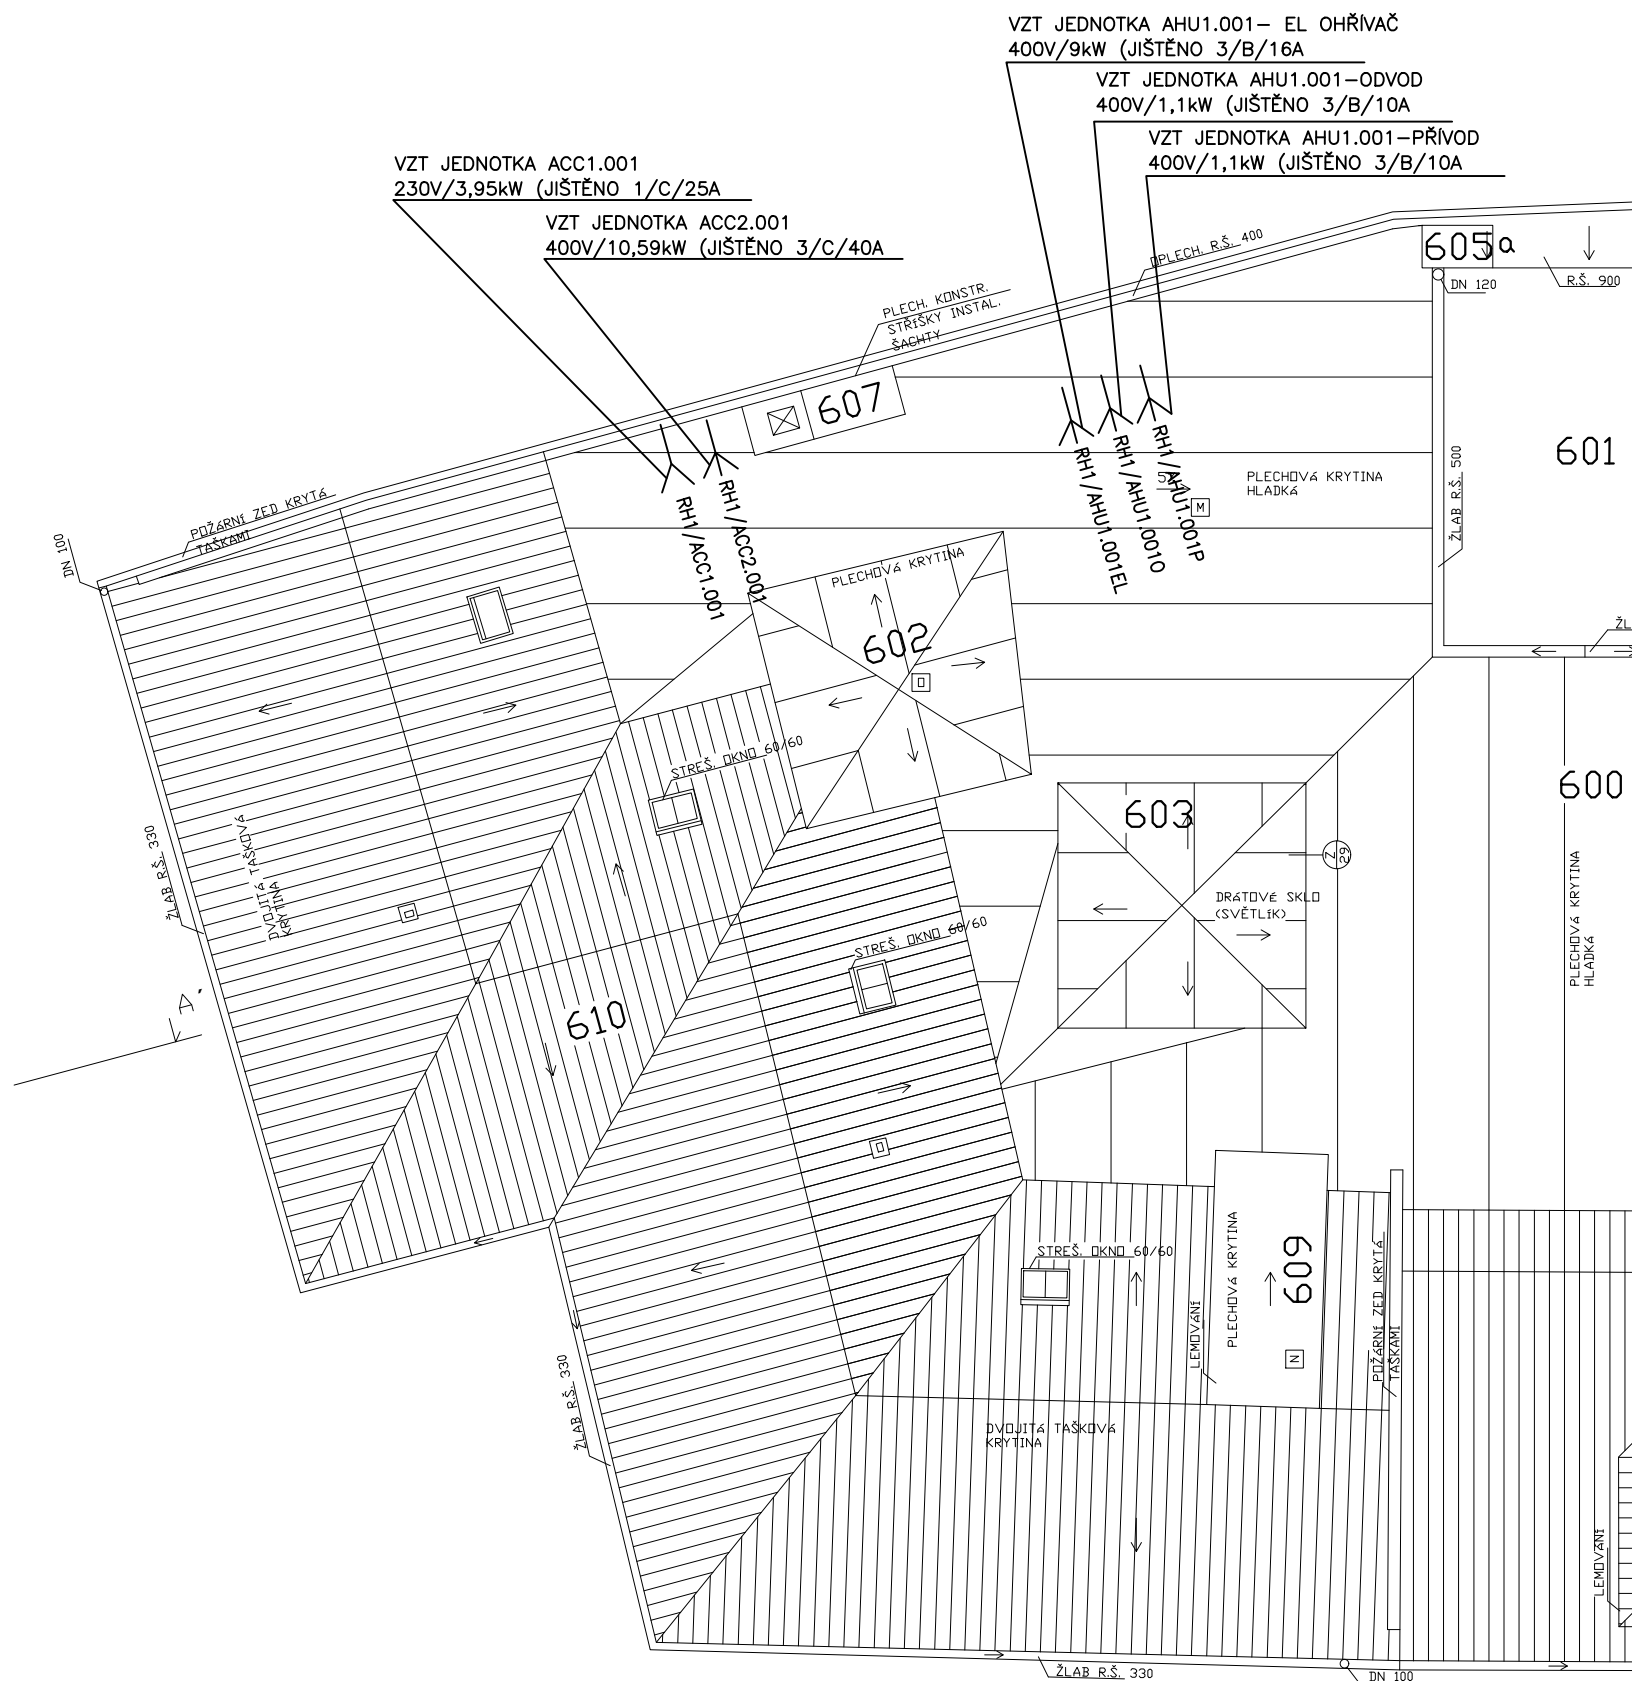 VZT JEDNOTKA AHU1.001- EL OHŘÍVAČ
400V/9kW (JIŠTĚNO 3/B/16A
VZT JEDNOTKA AHU1.001-ODVOD
400V/1,1kW (JIŠTĚNO 3/B/10A
VZT JEDNOTKA AHU1.001-PŘÍVOD
400V/1,1kW (JIŠTĚNO 3/B/10A
VZT JEDNOTKA ACC1.001
230V/3,95kW (JIŠTĚNO 1/C/25A
VZT JEDNOTKA ACC2.001
400V/10,59kW (JIŠTĚNO 3/C/40A
OPLECH. R.Š. 400
605a
DN 120
R.Š. 900
PLECH. KONSTR.
STŘÍŠKY INSTAL.
ŠACHTY
607
601
ŽLAB R.Š. 500
PLECHOVÁ KRYTINA
HLADKÁ
M
RH1/AHU1.001P
RH1/AHU1.001O
RH1/AHU1.001EL
RH1/ACC2.001
RH1/ACC1.001
POŽÁRNÍ ZED KRYTÁ
TAŠKAMI
DN 100
PLECHOVÁ KRYTINA
602
ŽL
STREŠ. OKNO 60/60
603
600
Z
29
DRÁTOVÉ SKLO
(SVĚTLÍK)
PLECHOVÁ KRYTINA
HLADKÁ
ŽLAB R.Š. 330
DVOJITÁ TAŠKOVÁ
KRYTINA
STREŠ. OKNO 60/60
A'
610
STREŠ. OKNO 60/60
PLECHOVÁ KRYTINA
609
N
LEMOVÁNÍ
POŽÁRNÍ ZED KRYTÁ
TAŠKAMI
ŽLAB R.Š. 330
DVOJITÁ TAŠKOVÁ
KRYTINA
LEMOVÁNÍ
ŽLAB R.Š. 330
DN 100